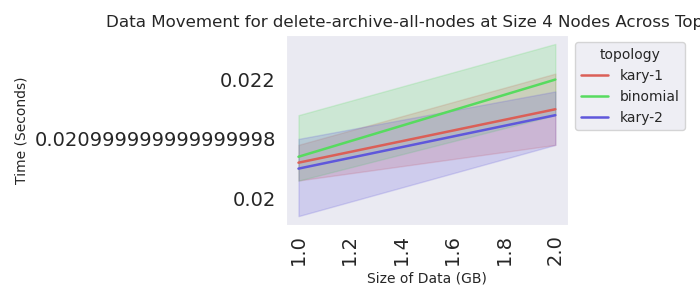 Data Movement for delete-archive-all-nodes at Size 4 Nodes Across Top
topology
kary-1
binomial
kary-2
Time (Seconds)
0.022
0.020999999999999998
0.02
1.0
1.2
1.4
1.6
1.8
2.0
Size of Data (GB)